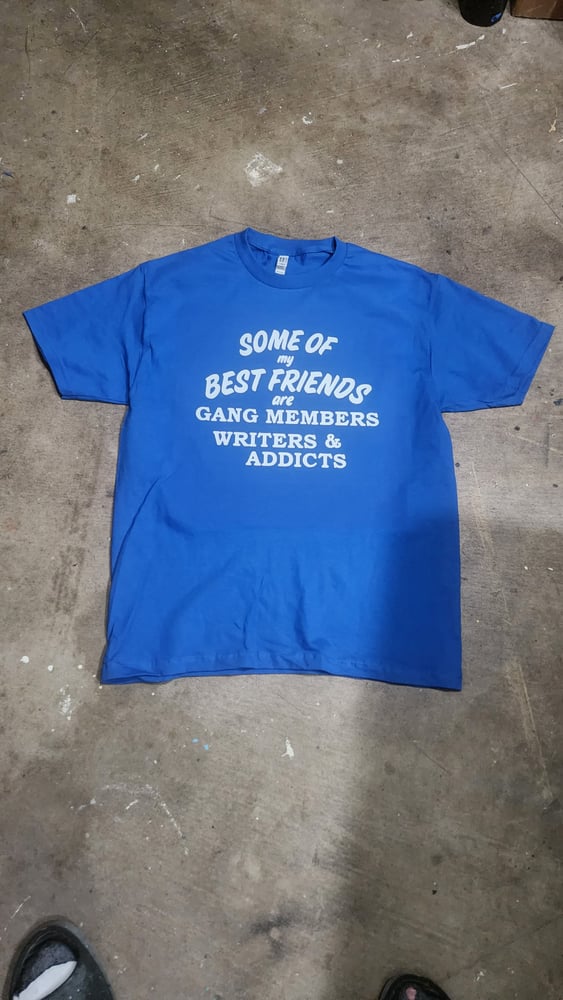 SOME OF
my
BEST FRIENDS
are
GANG MEMBERS
WRITERS &
ADDICTS